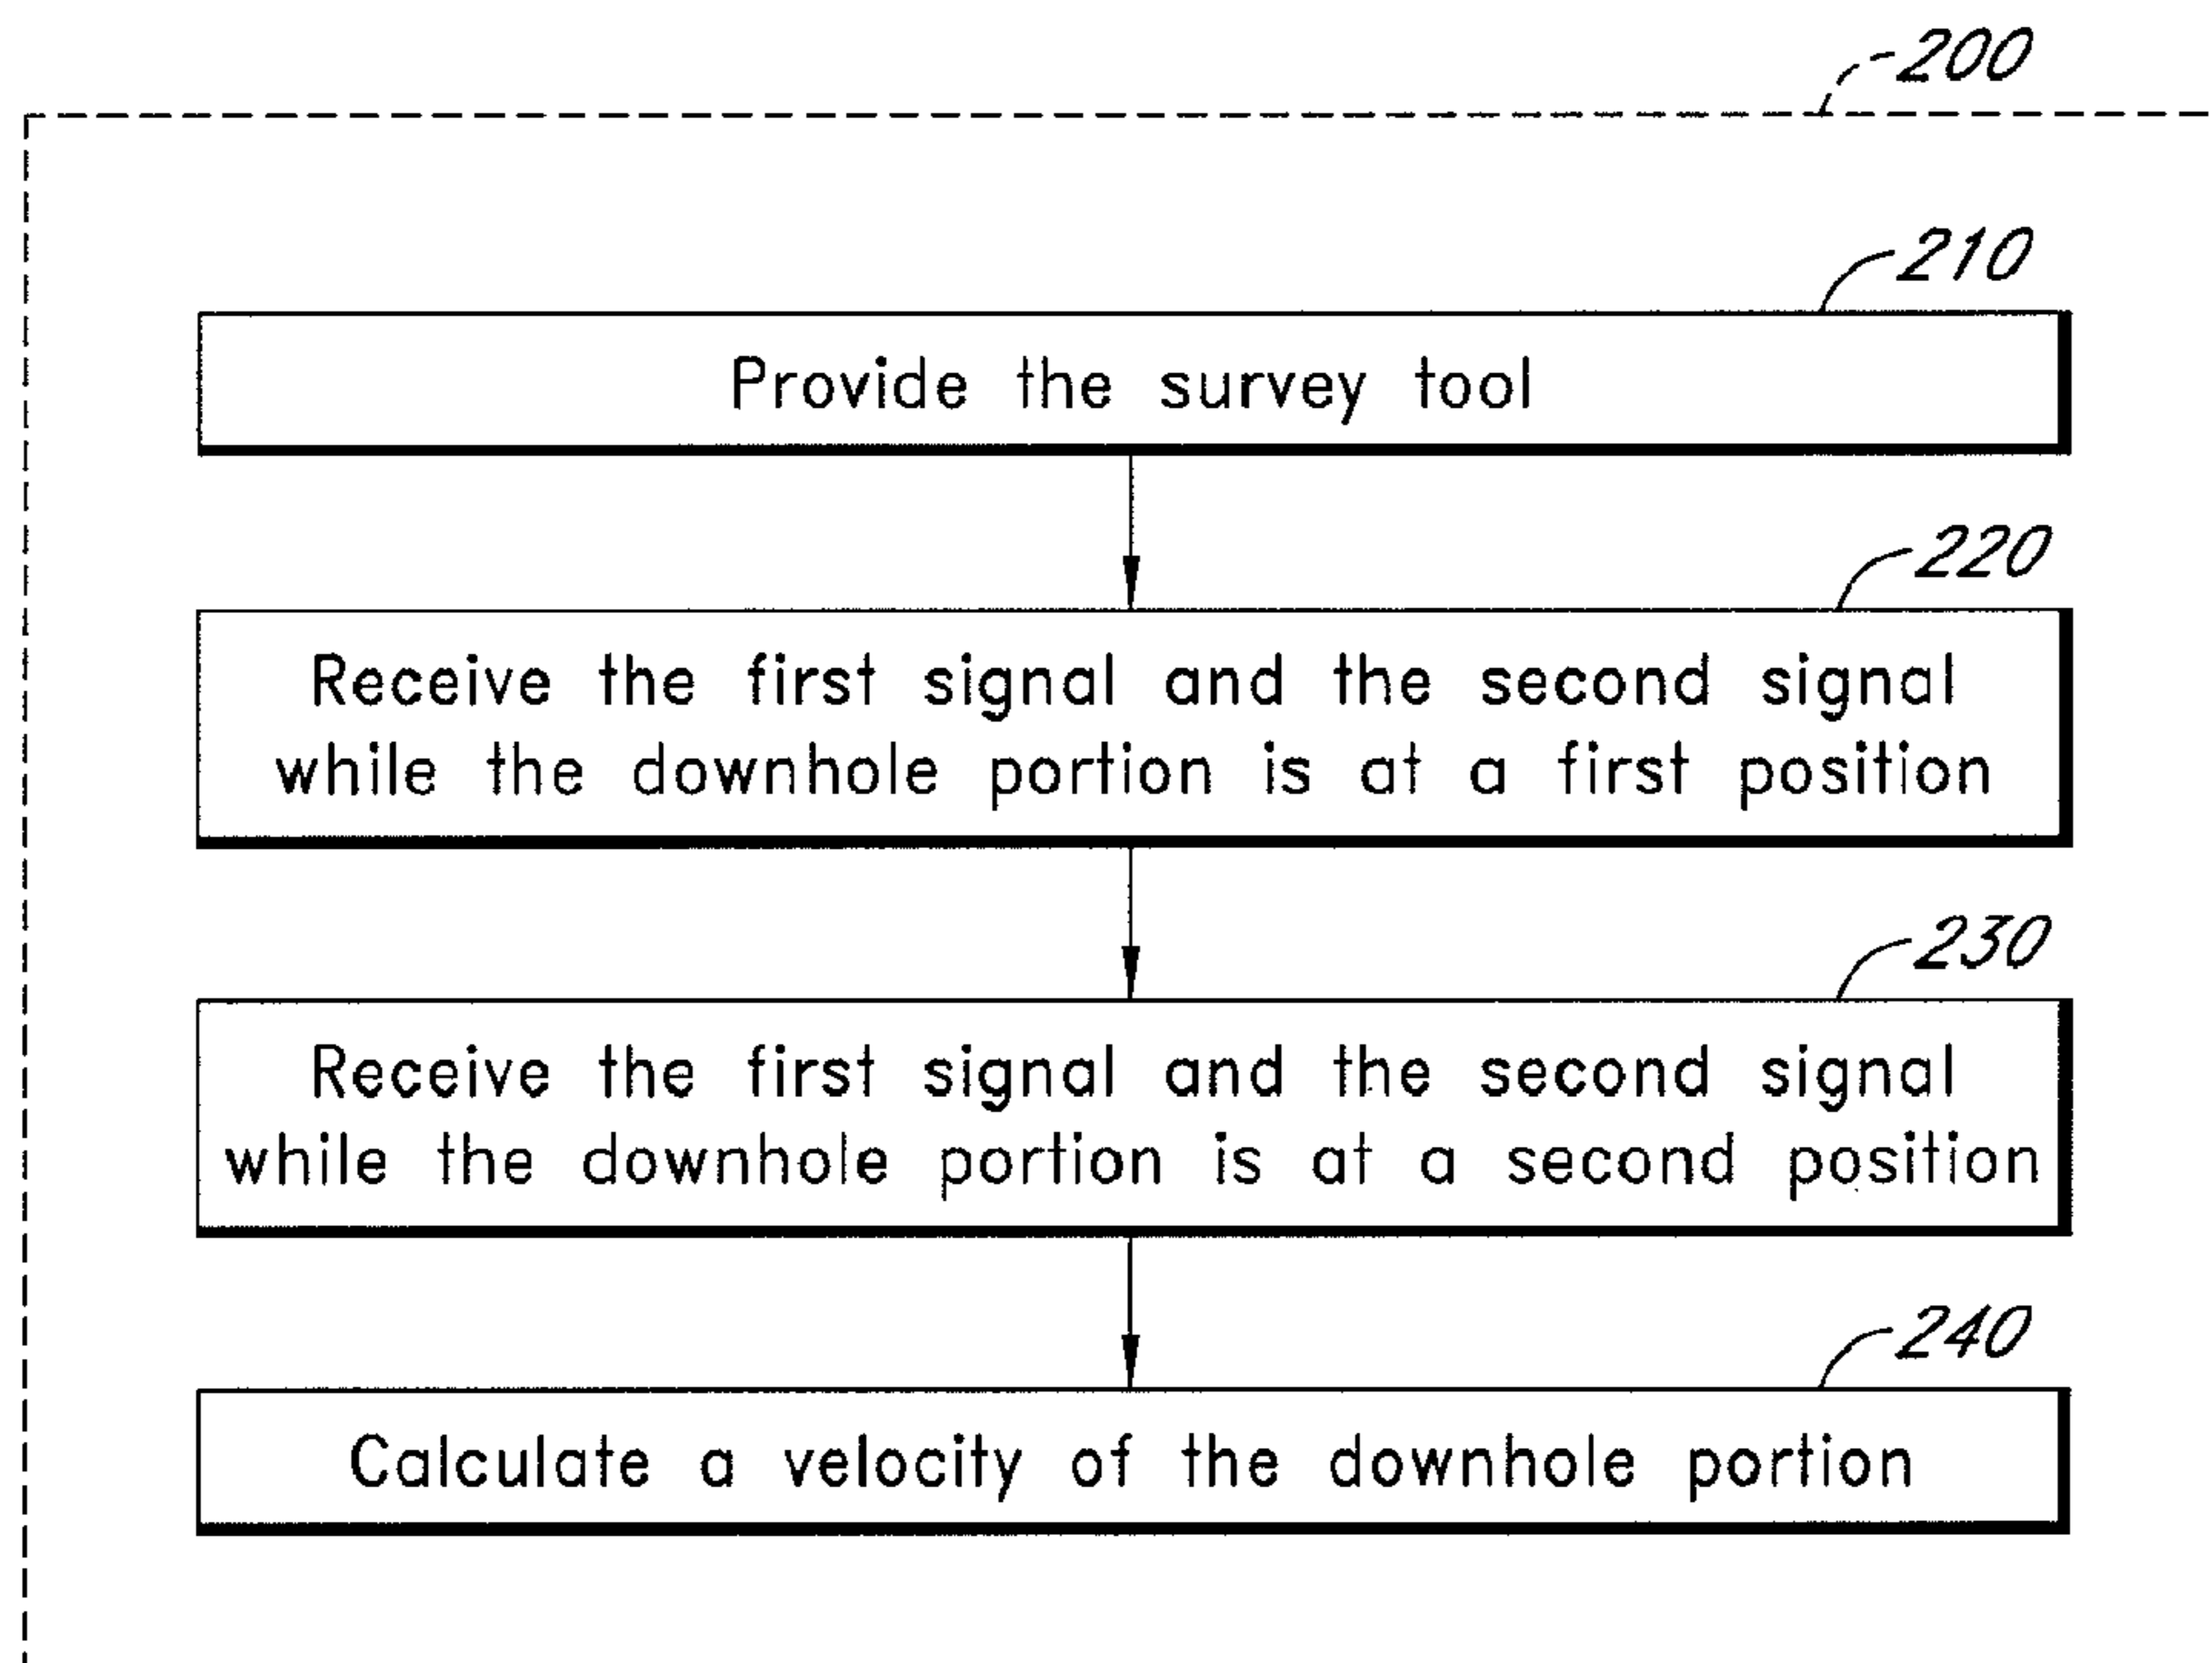 200
210
Provide the survey tool
220
Receive the first signal and the second signal
while the downhole portion is at a first position
230
Receive the first signal and the second signal
while the downhole portion is at a second position
240
Calculate a velocity of the downhole portion